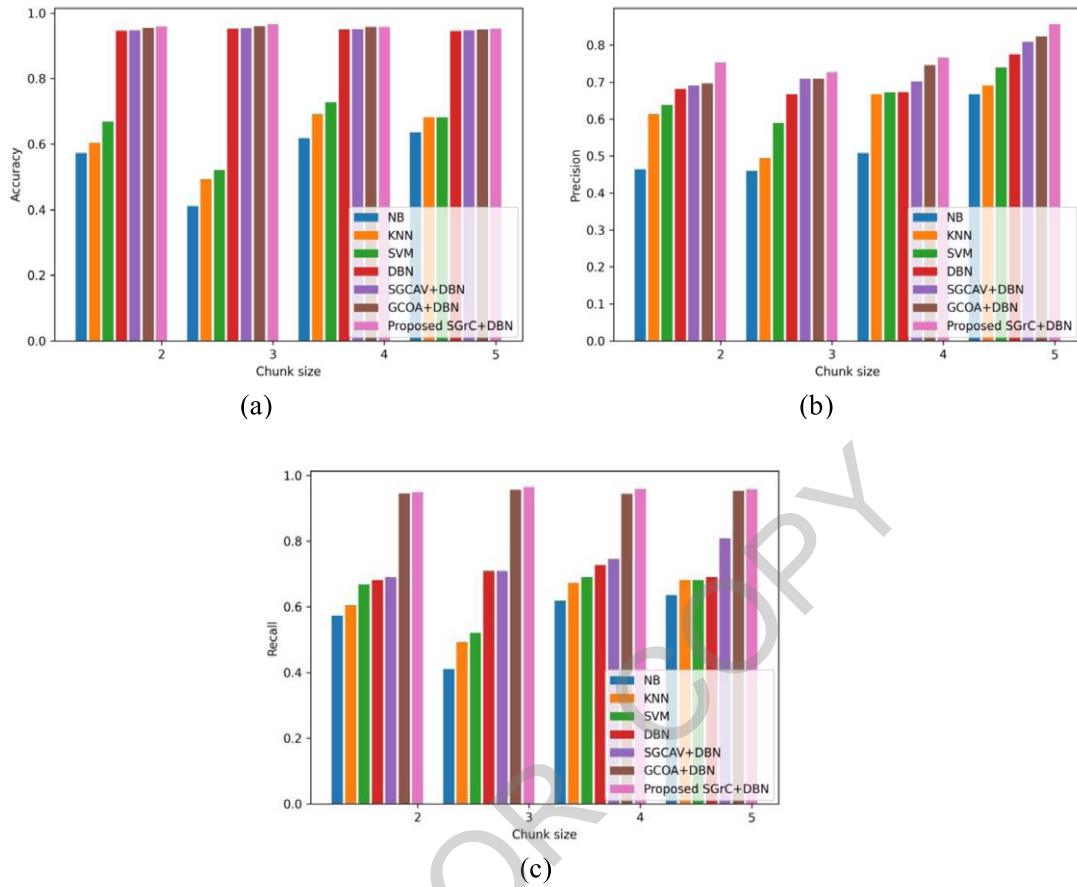 1.0
0.8
0.6
0.4
0.2
0.0
Accuracy
NB
KNN
SVM
DBN
SGCAV+DBN
GCOA+DBN
Proposed SGrC+DBN
2 3 4 5
Chunk size
(a)
0.8
0.7
0.6
0.5
0.4
0.3
0.2
0.1
0.0
Precision
NB
KNN
SVM
DBN
SGCAV+DBN
GCOA+DBN
Proposed SGrC+DBN
2 3 4 5
Chunk size
(b)
1.0
0.8
0.6
0.4
0.2
0.0
Recall
NB
KNN
SVM
DBN
SGCAV+DBN
GCOA+DBN
Proposed SGrC+DBN
2 3 4 5
Chunk size
(c)
OR COPY